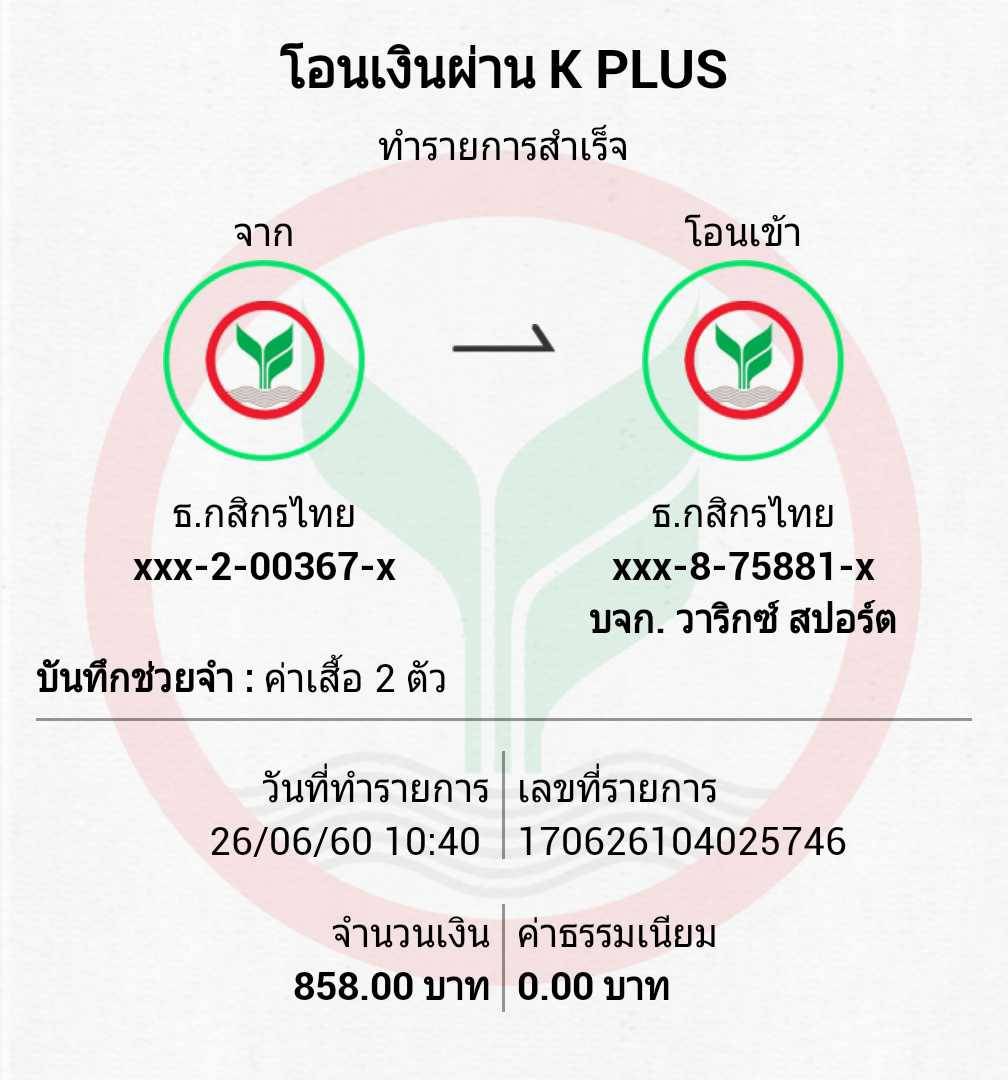 โอนเงินผ่าน K PLUS
ทำรายการสำเร็จ
จาก
โอนเข้า
ธ.กสิกรไทย
xxx-2-00367-x
ธ.กสิกรไทย
xxx-8-75881-x
บจก. วาริกซ์ สปอร์ต
บันทึกช่วยจำ : ค่าเสื้อ 2 ตัว
วันที่ทำรายการ
26/06/60 10:40
เลขที่รายการ
170626104025746
จำนวนเงิน
858.00 บาท
ค่าธรรมเนียม
0.00 บาท